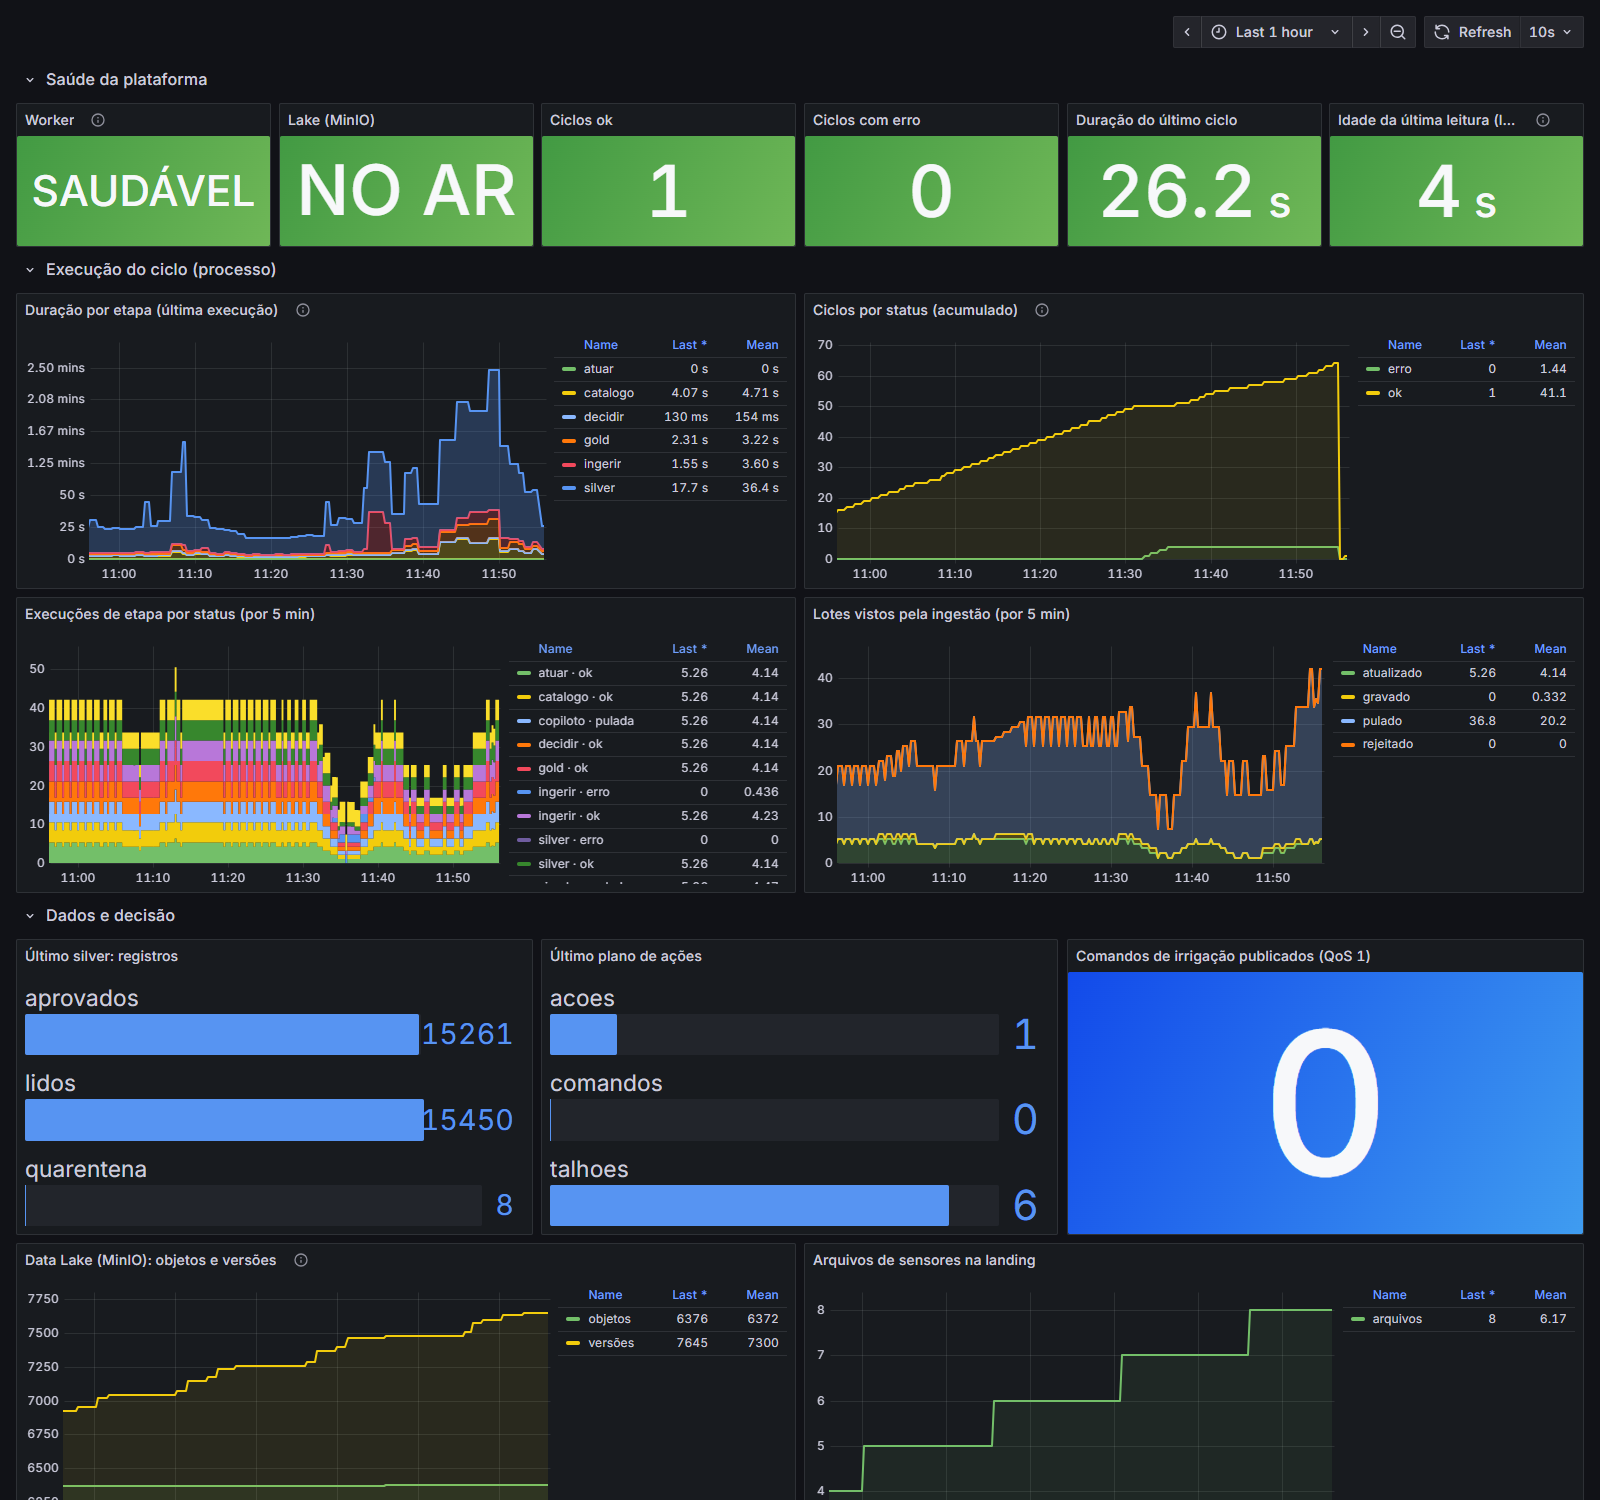 Last 1 hour
Refresh
10s
Saúde da plataforma
Worker
Lake (MinIO)
Ciclos ok
Ciclos com erro
Duração do último ciclo
Idade da última leitura (l...
SAUDÁVEL
NO AR
1
0
26.2 s
4 s
Execução do ciclo (processo)
Duração por etapa (última execução)
2.50 mins
2.08 mins
1.67 mins
1.25 mins
50 s
25 s
0 s
11:00 11:10 11:20 11:30 11:40 11:50
Name Last * Mean
atuar 0 s 0 s
catalogo 4.07 s 4.71 s
decidir 130 ms 154 ms
gold 2.31 s 3.22 s
ingerir 1.55 s 3.60 s
silver 17.7 s 36.4 s
Ciclos por status (acumulado)
70
60
50
40
30
20
10
0
11:00 11:10 11:20 11:30 11:40 11:50
Name Last * Mean
erro 0 1.44
ok 1 41.1
Execuções de etapa por status (por 5 min)
50
40
30
20
10
0
11:00 11:10 11:20 11:30 11:40 11:50
Name Last * Mean
atuar · ok 5.26 4.14
catalogo · ok 5.26 4.14
copiloto · pulada 5.26 4.14
decidir · ok 5.26 4.14
gold · ok 5.26 4.14
ingerir · erro 0 0.436
ingerir · ok 5.26 4.23
silver · erro 0 0
silver · ok 5.26 4.14
Lotes vistos pela ingestão (por 5 min)
40
30
20
10
0
11:00 11:10 11:20 11:30 11:40 11:50
Name Last * Mean
atualizado 5.26 4.14
gravado 0 0.332
pulado 36.8 20.2
rejeitado 0 0
Dados e decisão
Último silver: registros
aprovados
15261
lidos
15450
quarentena
8
Último plano de ações
acoes
1
comandos
0
talhoes
6
Comandos de irrigação publicados (QoS 1)
0
Data Lake (MinIO): objetos e versões
7750
7500
7250
7000
6750
6500
Name Last * Mean
objetos 6376 6372
versões 7645 7300
Arquivos de sensores na landing
8
7
6
5
4
Name Last * Mean
arquivos 8 6.17